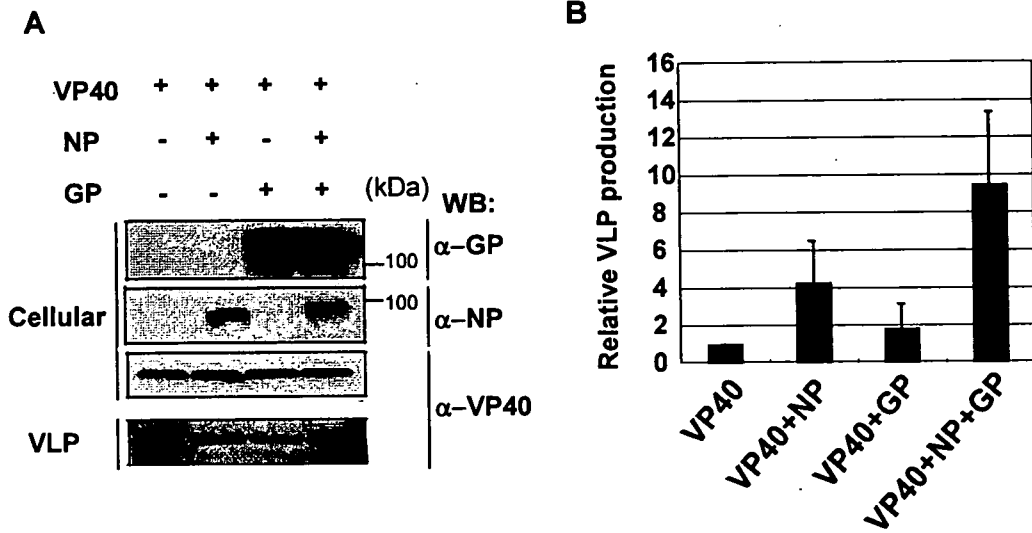 A
VP40 + + + +
NP - + - +
GP - - + + (kDa)
WB:
100
α–GP
100
Cellular
α–NP
α–VP40
VLP
B
Relative VLP production
16
14
12
10
8
6
4
2
0
VP40
VP40+NP
VP40+GP
VP40+NP+GP